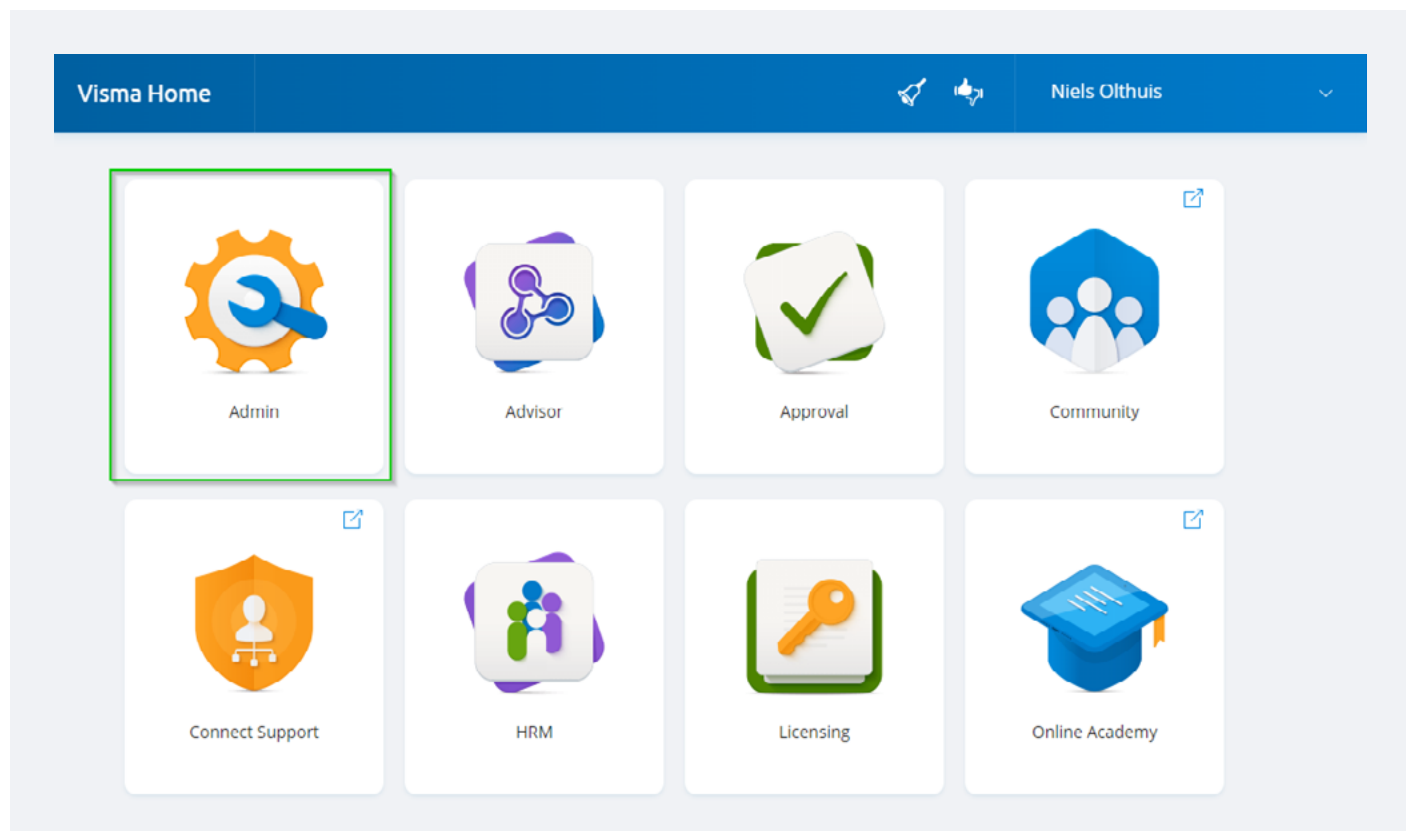 Visma Home
Niels Olthuis
Admin
Advisor
Approval
Community
Connect Support
HRM
Licensing
Online Academy